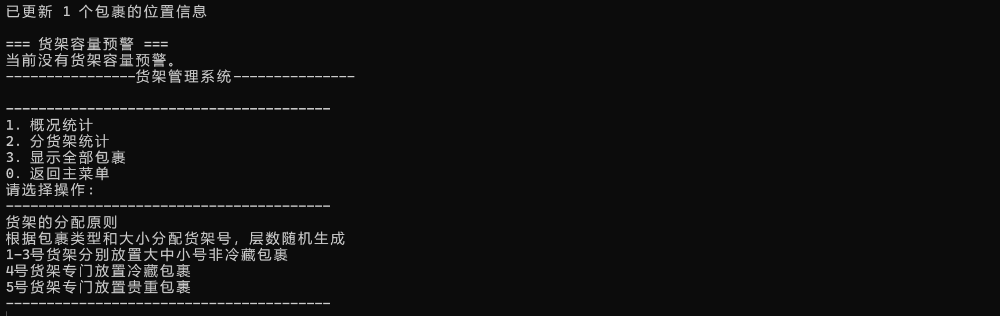 已更新 1 个包裹的位置信息
=== 货架容量预警 ===
当前没有货架容量预警。
----------------货架管理系统---------------
----------------------------------------
1. 概况统计
2. 分货架统计
3. 显示全部包裹
0. 返回主菜单
请选择操作:
----------------------------------------
货架的分配原则
根据包裹类型和大小分配货架号, 层数随机生成
1-3号货架分别放置大中小号非冷藏包裹
4号货架专门放置冷藏包裹
5号货架专门放置贵重包裹
----------------------------------------